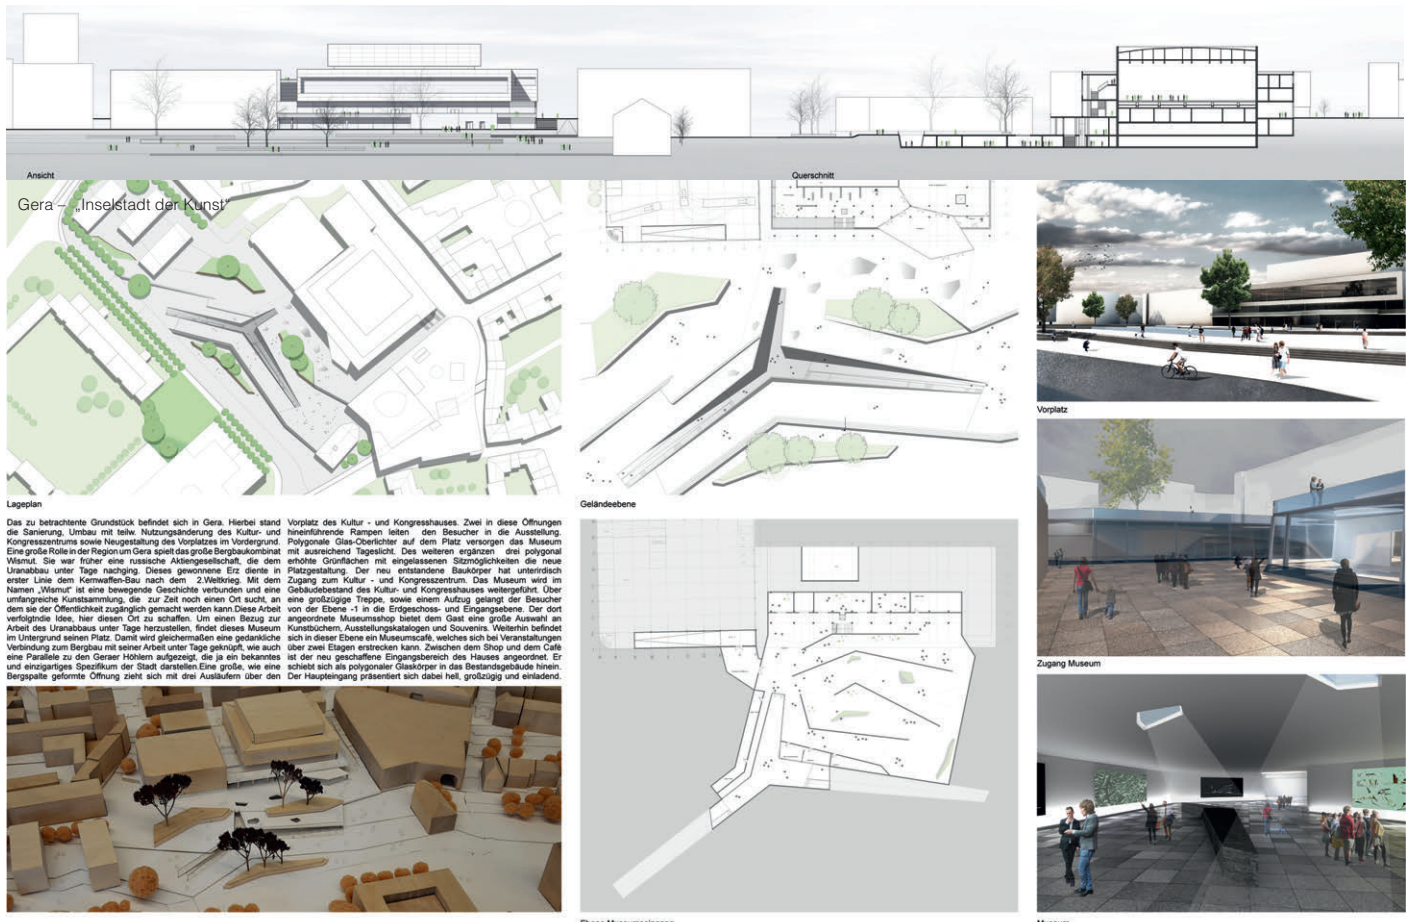 Ansicht
Querschnitt
Gera – „Inselstadt der Kunst“
Lageplan
Geländeebene
Vorplatz
Das zu betrachtente Grundstück befindet sich in Gera. Hierbei stand
die Sanierung, Umbau mit teilw. Nutzungsänderung des Kultur- und
Kongresszentrums sowie Neugestaltung des Vorplatzes im Vordergrund.
Eine große Rolle in der Region um Gera spielt das große Bergbaukombinat
Wismut. Sie war früher eine russische Aktiengesellschaft, die dem
Uranabbau unter Tage nachging. Dieses gewonnene Erz diente in
erster Linie dem Kernwaffen-Bau nach dem 2.Weltkrieg. Mit dem
Namen „Wismut“ ist eine bewegende Geschichte verbunden und eine
umfangreiche Kunstsammlung, die zur Zeit noch einen Ort sucht, an
dem sie der Öffentlichkeit zugänglich gemacht werden kann.Diese Arbeit
verfolgtndie Idee, hier diesen Ort zu schaffen. Um einen Bezug zur
Arbeit des Uranabbaus unter Tage herzustellen, findet dieses Museum
im Untergrund seinen Platz. Damit wird gleichermaßen eine gedankliche
Verbindung zum Bergbau mit seiner Arbeit unter Tage geknüpft, wie auch
eine Parallele zu den Geraer Höhlern aufgezeigt, die ja ein bekanntes
und einzigartiges Spezifikum der Stadt darstellen.Eine große, wie eine
Bergspalte geformte Öffnung zieht sich mit drei Ausläufern über den
Vorplatz des Kultur - und Kongresshauses. Zwei in diese Öffnungen
hineinführende Rampen leiten den Besucher in die Ausstellung.
Polygonale Glas-Oberlichter auf dem Platz versorgen das Museum
mit ausreichend Tageslicht. Des weiteren ergänzen drei polygonal
erhöhte Grünflächen mit eingelassenen Sitzmöglichkeiten die neue
Platzgestaltung. Der neu entstandene Baukörper hat unterirdisch
Zugang zum Kultur - und Kongresszentrum. Das Museum wird im
Gebäudebestand des Kultur- und Kongresshauses weitergeführt. Über
eine großzügige Treppe, sowie einem Aufzug gelangt der Besucher
von der Ebene -1 in die Erdgeschoss- und Eingangsebene. Der dort
angeordnete Museumsshop bietet dem Gast eine große Auswahl an
Kunstbüchern, Ausstellungskatalogen und Souvenirs. Weiterhin befindet
sich in dieser Ebene ein Museumscafè, welches sich bei Veranstaltungen
über zwei Etagen erstrecken kann. Zwischen dem Shop und dem Café
ist der neu geschaffene Eingangsbereich des Hauses angeordnet. Er
schiebt sich als polygonaler Glaskörper in das Bestandsgebäude hinein.
Der Haupteingang präsentiert sich dabei hell, großzügig und einladend.
Zugang Museum